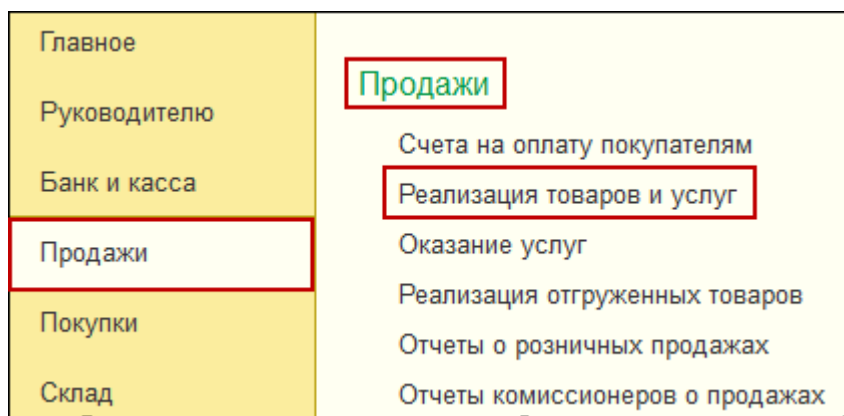 Главное
Руководителю
Банк и касса
Продажи
Покупки
Склад
Продажи
Счета на оплату покупателям
Реализация товаров и услуг
Оказание услуг
Реализация отгруженных товаров
Отчеты о розничных продажах
Отчеты комиссионеров о продажах